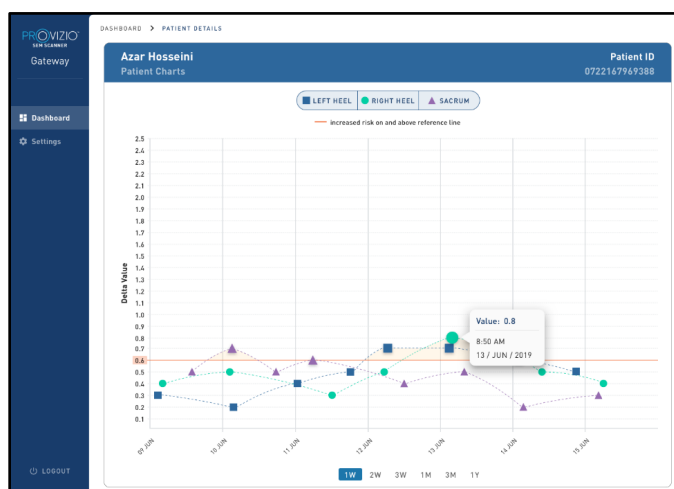 PROVIZIO
SEM SCANNER
Gateway
Dashboard
Settings
LOGOUT
DASHBOARD > PATIENT DETAILS
Azar Hosseini
Patient Charts
Patient ID
0722167969388
LEFT HEEL RIGHT HEEL SACRUM
increased risk on and above reference line
Delta Value
2.5
2.4
2.3
2.2
2.1
2.0
1.9
1.8
1.7
1.6
1.5
1.4
1.3
1.2
1.1
1.0
0.9
0.8
0.7
0.6
0.5
0.4
0.3
0.2
0.1
Value: 0.8
8:50 AM
13 / JUN / 2019
09 JUN 10 JUN 11 JUN 12 JUN 13 JUN 14 JUN 15 JUN
1W 2W 3W 1M 3M 1Y